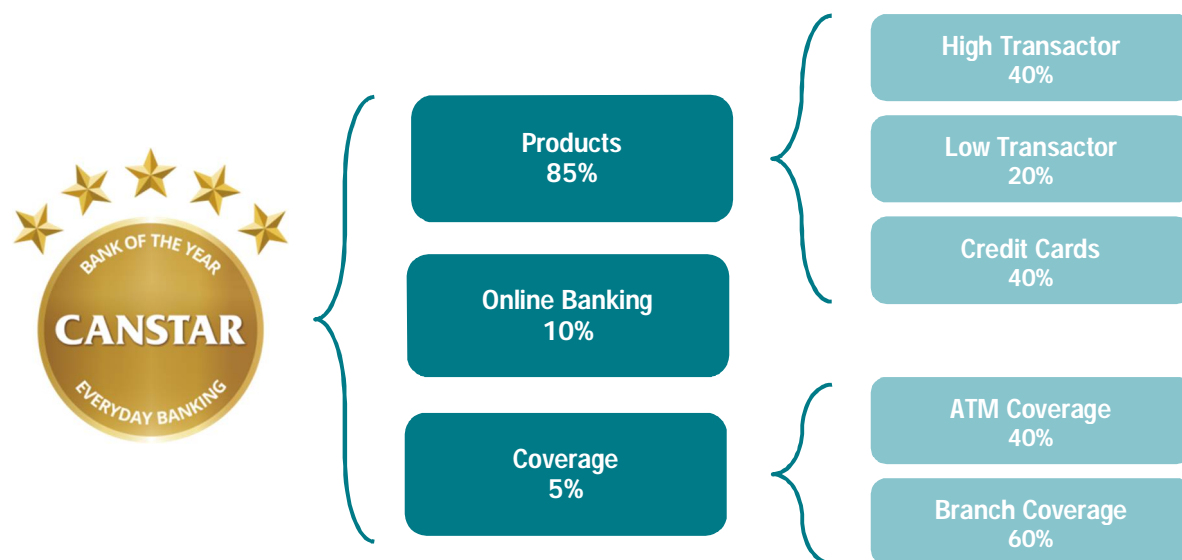 BANK OF THE YEAR
CANSTAR
EVERYDAY BANKING
Products
85%
Online Banking
10%
Coverage
5%
High Transactor
40%
Low Transactor
20%
Credit Cards
40%
ATM Coverage
40%
Branch Coverage
60%